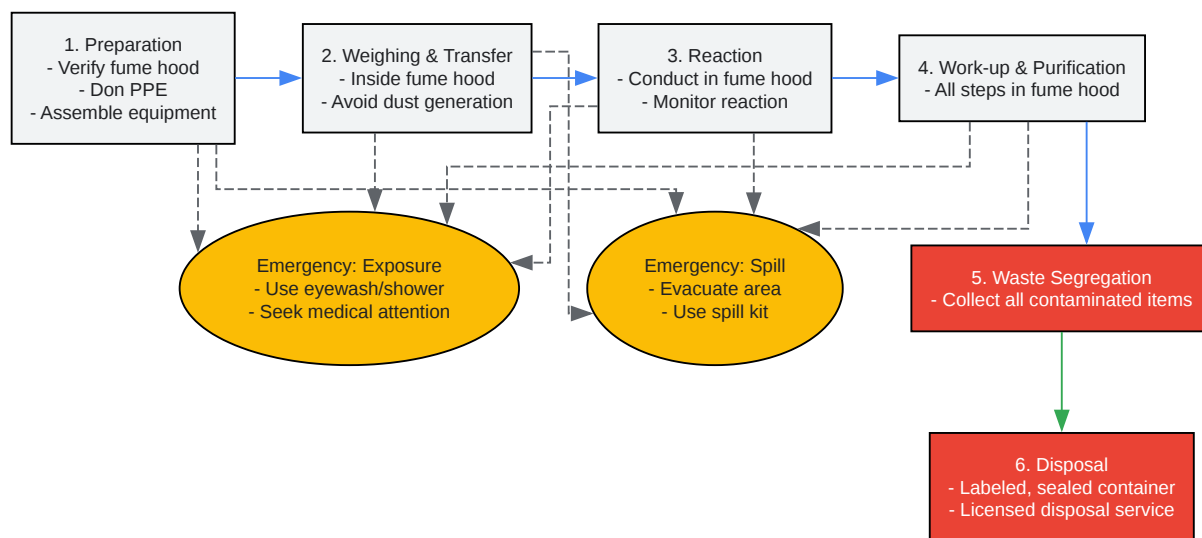 1. Preparation
- Verify fume hood
- Don PPE
- Assemble equipment
2. Weighing & Transfer
- Inside fume hood
- Avoid dust generation
3. Reaction
- Conduct in fume hood
- Monitor reaction
4. Work-up & Purification
- All steps in fume hood
Emergency: Exposure
- Use eyewash/shower
- Seek medical attention
Emergency: Spill
- Evacuate area
- Use spill kit
5. Waste Segregation
- Collect all contaminated items
6. Disposal
- Labeled, sealed container
- Licensed disposal service